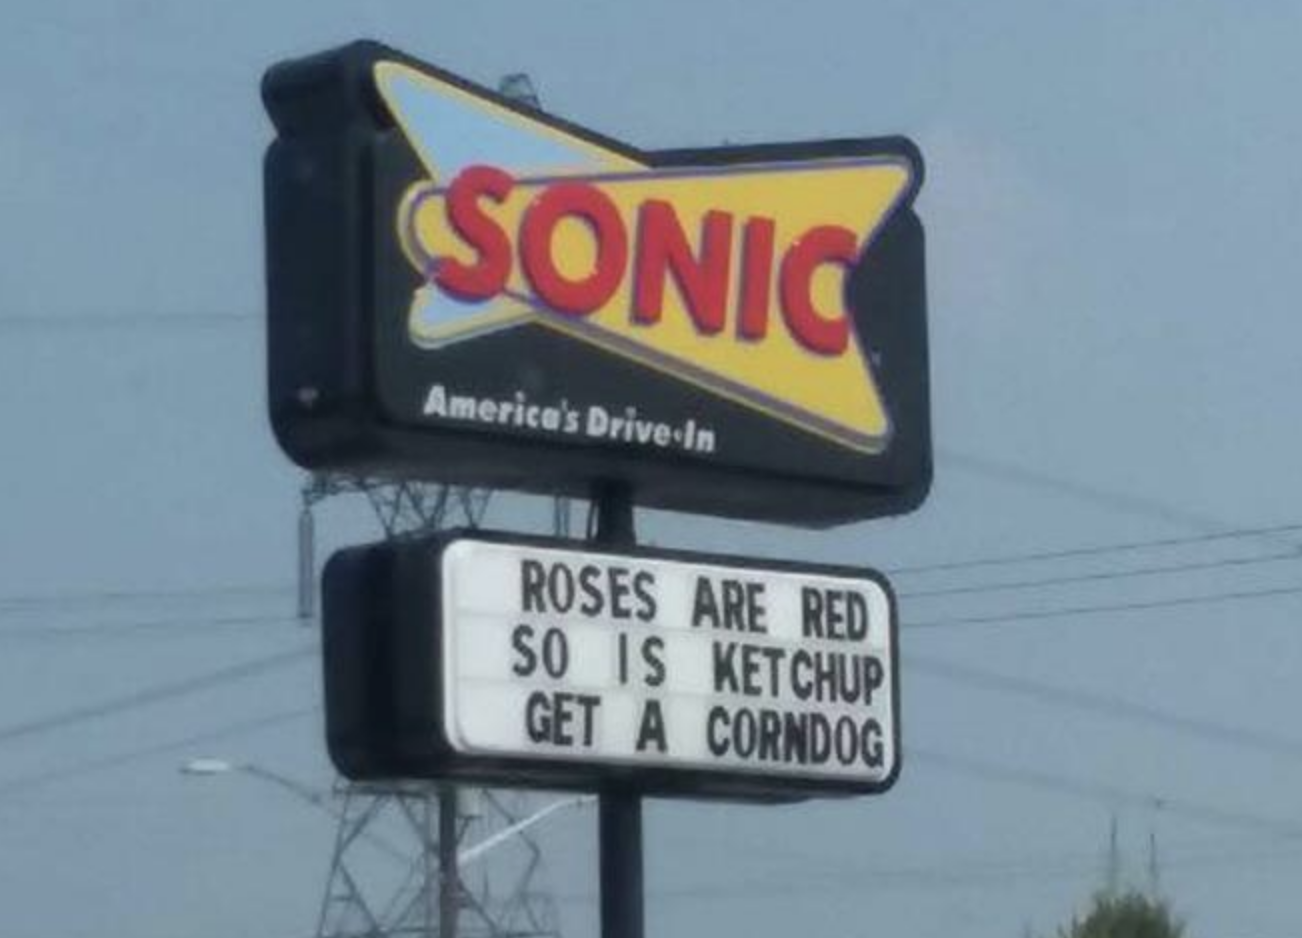 SONIC
America's Drive-In
ROSES ARE RED
SO IS KETCHUP
GET A CORNDOG